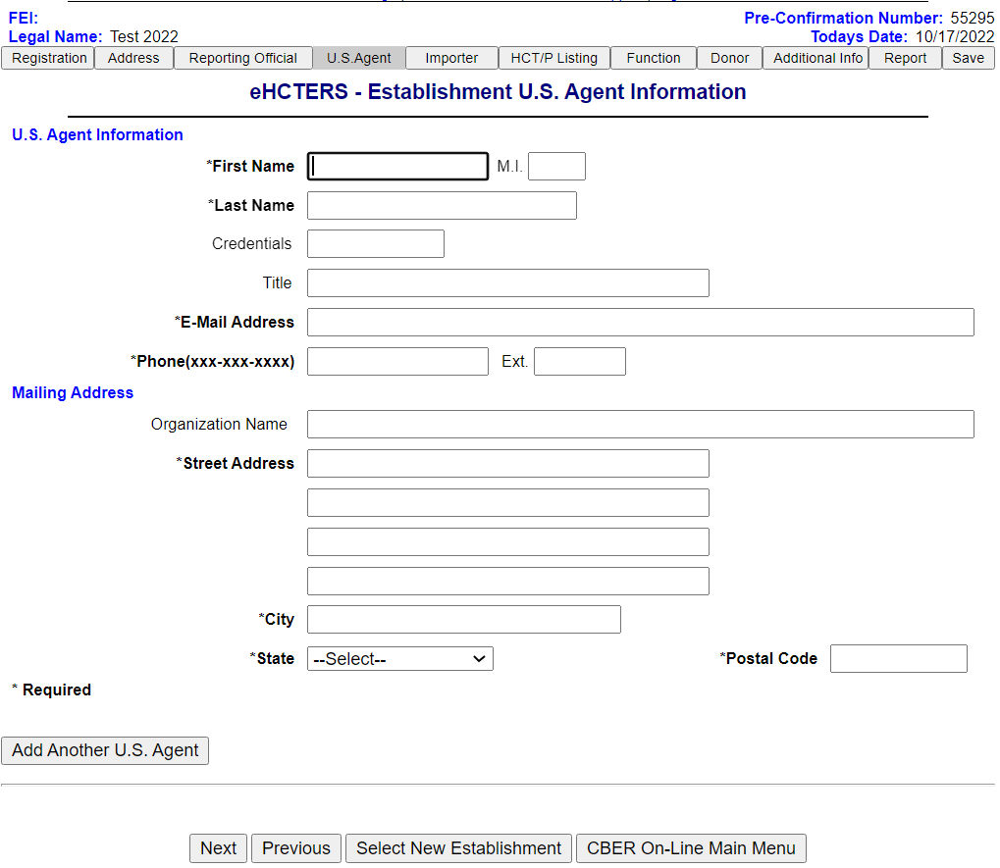 FEI: Pre-Confirmation Number: 55295
Legal Name: Test 2022 Todays Date: 10/17/2022
Registration Address Reporting Official U.S.Agent Importer HCT/P Listing Function Donor Additional Info Report Save
eHCTERS - Establishment U.S. Agent Information
U.S. Agent Information
*First Name M.I.
*Last Name
Credentials
Title
*E-Mail Address
*Phone(xxx-xxx-xxxx) Ext.
Mailing Address
Organization Name
*Street Address
*City
*State --Select-- *Postal Code
* Required
Add Another U.S. Agent
Next Previous Select New Establishment CBER On-Line Main Menu